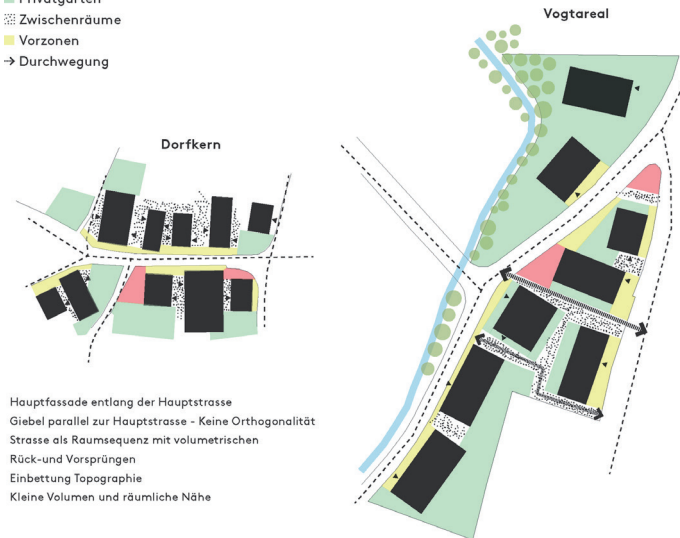 Privatgärten
Zwischenräume
Vorzonen
Durchwegung
Vogtareal
Dorfkern
Hauptfassade entlang der Hauptstrasse
Giebel parallel zur Hauptstrasse - Keine Orthogonalität
Strasse als Raumsequenz mit volumetrischen
Rück-und Vorsprüngen
Einbettung Topographie
Kleine Volumen und räumliche Nähe